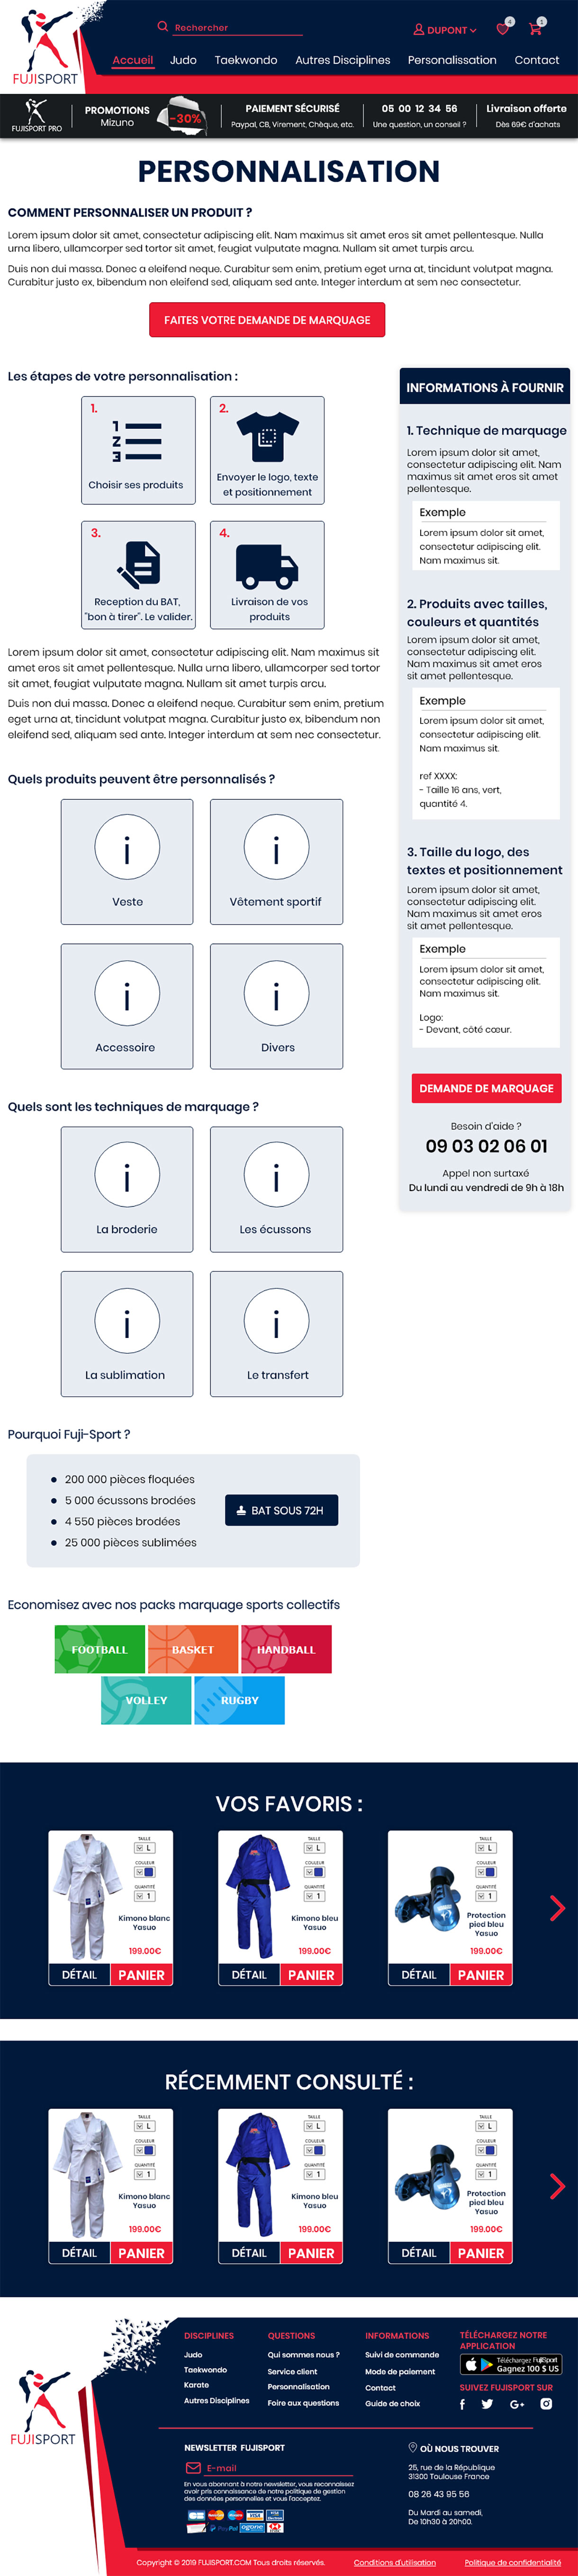 Rechercher
DUPONT
4
1
Accueil Judo Taekwondo Autres Disciplines Personalissation Contact
FUJISPORT
FUJISPORT PRO
PROMOTIONS
Mizuno
-30%
PAIEMENT SÉCURISÉ
Paypal, CB, Virement, Chèque, etc.
05 00 12 34 56
Une question, un conseil ?
Livraison offerte
Dès 69€ d'achats
PERSONNALISATION
COMMENT PERSONNALISER UN PRODUIT ?
Lorem ipsum dolor sit amet, consectetur adipiscing elit. Nam maximus sit amet eros sit amet pellentesque. Nulla
urna libero, ullamcorper sed tortor sit amet, feugiat vulputate magna. Nullam sit amet turpis arcu.
Duis non dui massa. Donec a eleifend neque. Curabitur sem enim, pretium eget urna at, tincidunt volutpat magna.
Curabitur justo ex, bibendum non eleifend sed, aliquam sed ante. Integer interdum at sem nec consectetur.
FAITES VOTRE DEMANDE DE MARQUAGE
Les étapes de votre personnalisation :
1.
Choisir ses produits
2.
Envoyer le logo, texte
et positionnement
3.
Reception du BAT,
"bon à tirer". Le valider.
4.
Livraison de vos
produits
Lorem ipsum dolor sit amet, consectetur adipiscing elit. Nam maximus sit
amet eros sit amet pellentesque. Nulla urna libero, ullamcorper sed tortor
sit amet, feugiat vulputate magna. Nullam sit amet turpis arcu.
Duis non dui massa. Donec a eleifend neque. Curabitur sem enim, pretium
eget urna at, tincidunt volutpat magna. Curabitur justo ex, bibendum non
eleifend sed, aliquam sed ante. Integer interdum at sem nec consectetur.
Quels produits peuvent être personnalisés ?
i
Veste
i
Vêtement sportif
i
Accessoire
i
Divers
Quels sont les techniques de marquage ?
i
La broderie
i
Les écussons
i
La sublimation
i
Le transfert
Pourquoi Fuji-Sport ?
200 000 pièces floquées
5 000 écussons brodées
4 550 pièces brodées
25 000 pièces sublimées
BAT SOUS 72H
Economisez avec nos packs marquage sports collectifs
FOOTBALL
BASKET
HANDBALL
VOLLEY
RUGBY
INFORMATIONS À FOURNIR
1. Technique de marquage
Lorem ipsum dolor sit amet,
consectetur adipiscing elit. Nam
maximus sit amet eros sit amet
pellentesque.
Exemple
Lorem ipsum dolor sit amet,
consectetur adipiscing elit.
Nam maximus sit.
2. Produits avec tailles,
couleurs et quantités
Lorem ipsum dolor sit amet,
consectetur adipiscing elit.
Nam maximus sit amet eros
sit amet pellentesque.
Exemple
Lorem ipsum dolor sit amet,
consectetur adipiscing elit.
Nam maximus sit.
ref XXXX:
- Taille 16 ans, vert,
quantité 4.
3. Taille du logo, des
textes et positionnement
Lorem ipsum dolor sit amet,
consectetur adipiscing elit.
Nam maximus sit amet eros
sit amet pellentesque.
Exemple
Lorem ipsum dolor sit amet,
consectetur adipiscing elit.
Nam maximus sit.
Logo:
- Devant, côté cœur.
DEMANDE DE MARQUAGE
Besoin d'aide ?
09 03 02 06 01
Appel non surtaxé
Du lundi au vendredi de 9h à 18h
VOS FAVORIS :
TAILLE
L
COULEUR
QUANTITÉ
1
Kimono blanc
Yasuo
199.00€
DÉTAIL PANIER
TAILLE
L
COULEUR
QUANTITÉ
1
Kimono bleu
Yasuo
199.00€
DÉTAIL PANIER
TAILLE
L
COULEUR
QUANTITÉ
1
Protection
pied bleu
Yasuo
199.00€
DÉTAIL PANIER
RÉCEMMENT CONSULTÉ :
TAILLE
L
COULEUR
QUANTITÉ
1
Kimono blanc
Yasuo
199.00€
DÉTAIL PANIER
TAILLE
L
COULEUR
QUANTITÉ
1
Kimono bleu
Yasuo
199.00€
DÉTAIL PANIER
TAILLE
L
COULEUR
QUANTITÉ
1
Protection
pied bleu
Yasuo
199.00€
DÉTAIL PANIER
FUJISPORT
DISCIPLINES
Judo
Taekwondo
Karate
Autres Disciplines
QUESTIONS
Qui sommes nous ?
Service client
Personnalission
Foire aux questions
INFORMATIONS
Suivi de commande
Mode de paiement
Contact
Guide de choix
TÉLÉCHARGEZ NOTRE
APPLICATION
Téléchargez FujiSport
Gagnez 100 $ US
SUIVEZ FUJISPORT SUR
NEWSLETTER FUJISPORT
E-mail
En vous abonnant à notre newsletter, vous reconnaissez
avoir pris connaissance de notre politique de gestion
des données personnelles et vous l'acceptez.
VISA
PayPal
OÙ NOUS TROUVER
25, rue de la République
31300 Toulouse France
08 26 43 95 56
Du Mardi au samedi,
De 10h30 à 20h00.
Copyright © 2019 FUJISPORT.COM Tous droits réservés. Conditions d'utilisation Politique de confidentialité